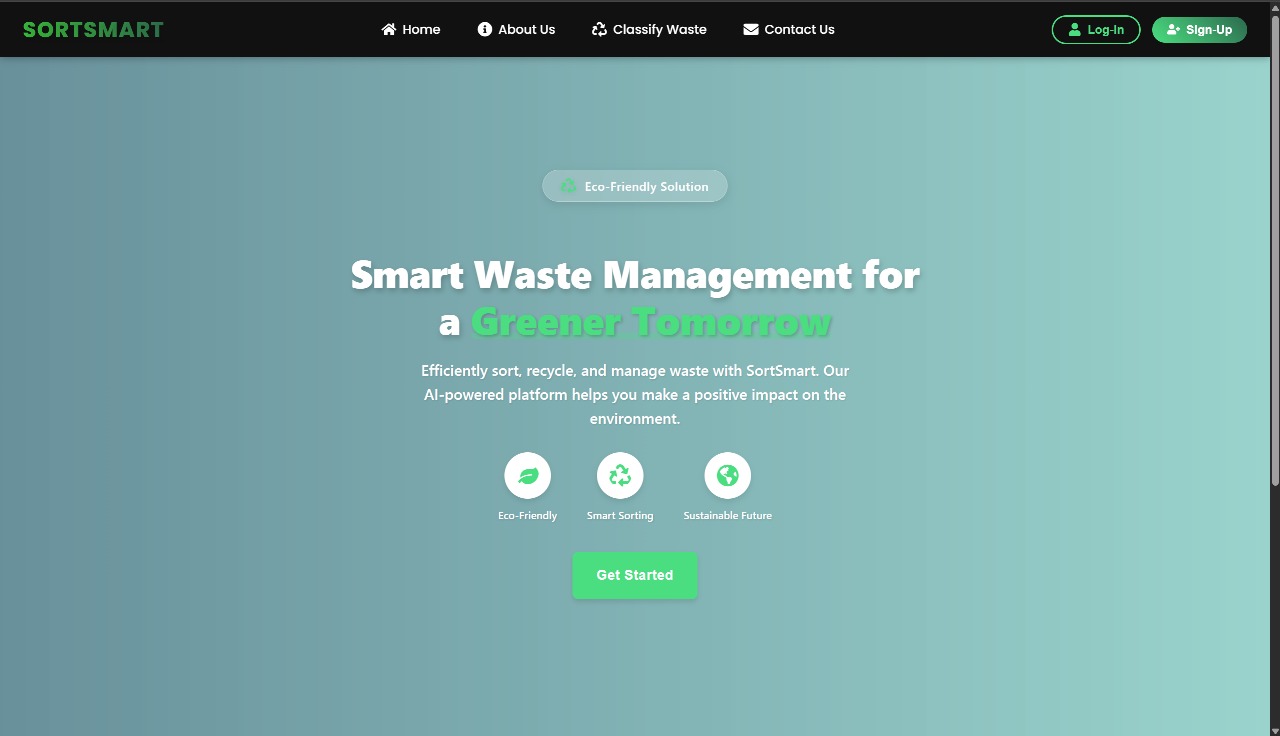 SORTSMART
Home
About Us
Classify Waste
Contact Us
Log-In
Sign-Up
Eco-Friendly Solution
Smart Waste Management for
a Greener Tomorrow
Efficiently sort, recycle, and manage waste with SortSmart. Our
AI-powered platform helps you make a positive impact on the
environment.
Eco-Friendly
Smart Sorting
Sustainable Future
Get Started